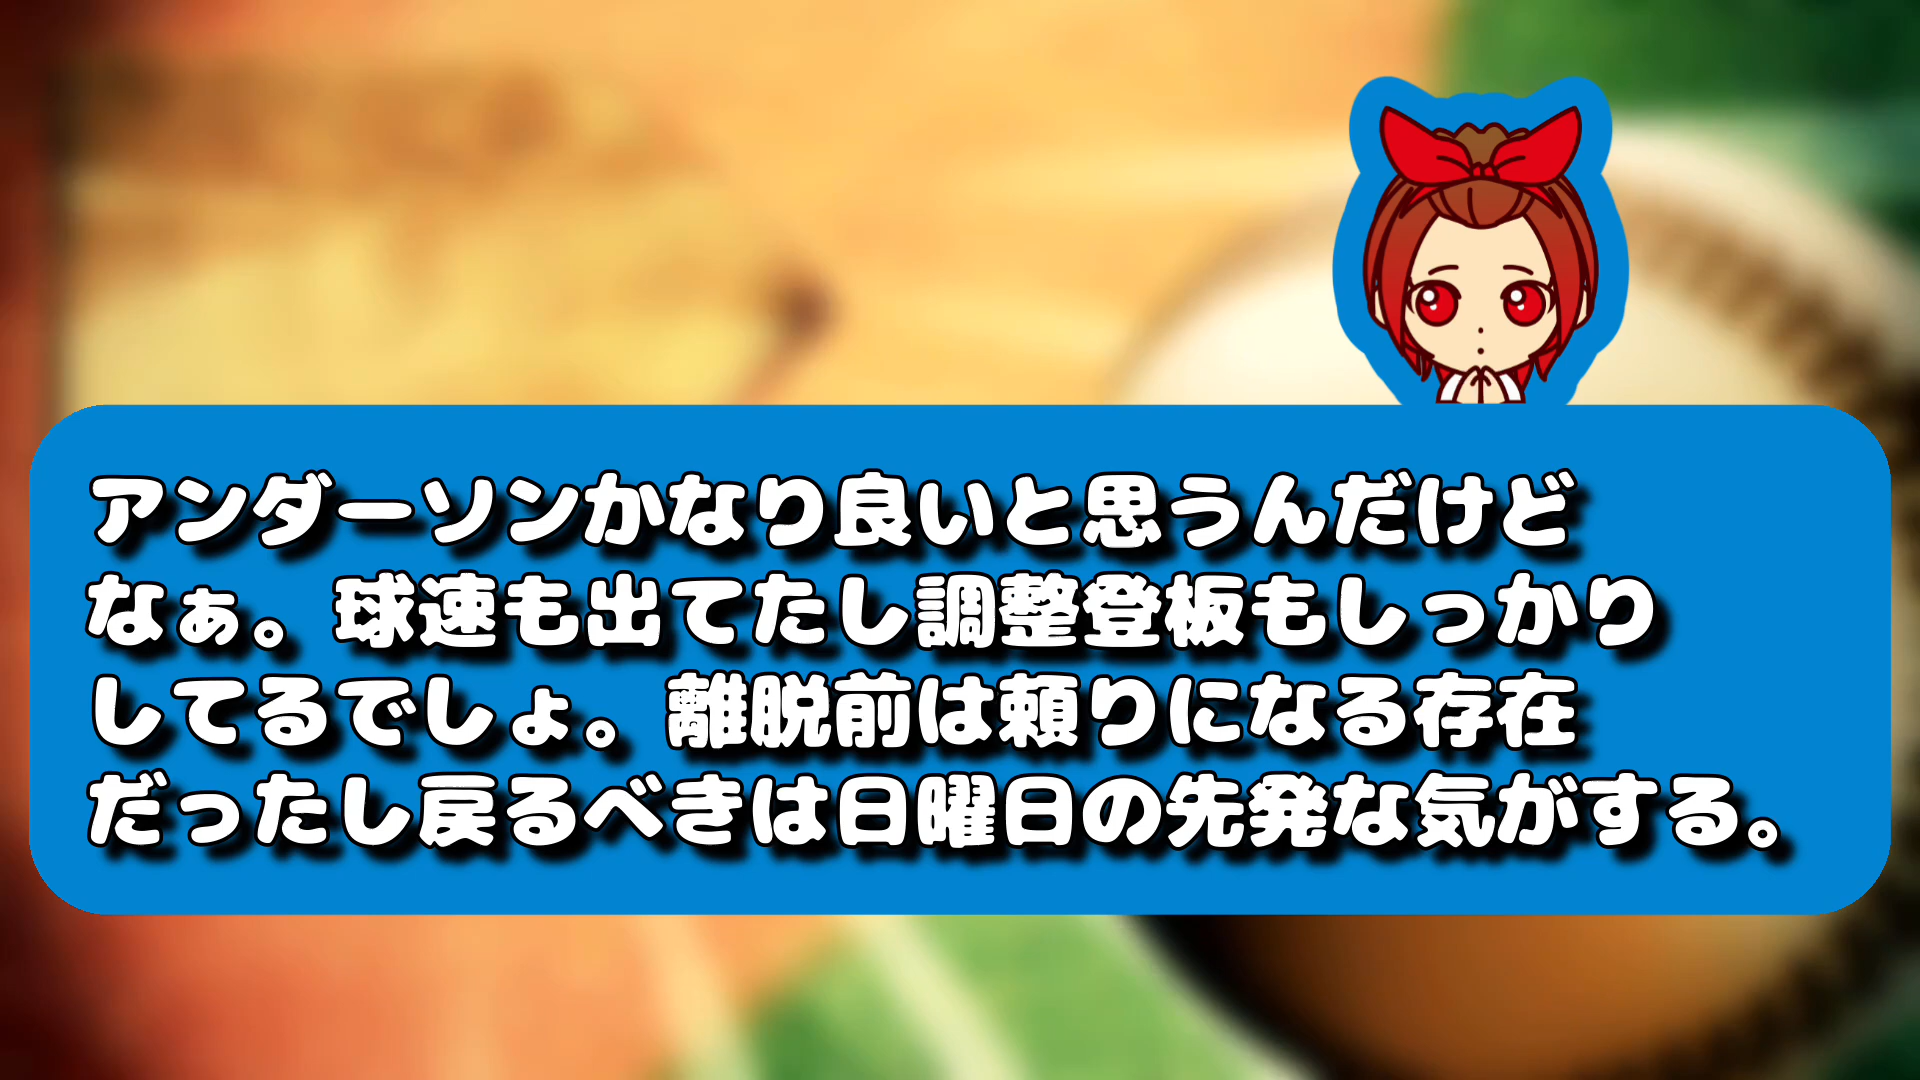 アンダーソンかなり良いと思うんだけど
なぁ。球速も出てたし調整登板もしっかり
してるでしょ。離脱前は頼りになる存在
だったし戻るべきは日曜日の先発な気がする。